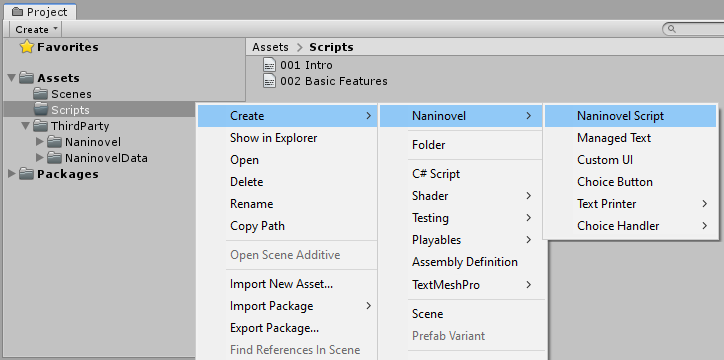 Project
Create
Favorites
Assets
Scenes
Scripts
ThirdParty
Naninovel
NaninovelData
Packages
Assets > Scripts
001 Intro
002 Basic Features
Create
Show in Explorer
Open
Delete
Rename
Copy Path
Open Scene Additive
Import New Asset...
Import Package
Export Package...
Find References In Scene
Naninovel
Folder
C# Script
Shader
Testing
Playables
Assembly Definition
TextMeshPro
Scene
Prefab Variant
Naninovel Script
Managed Text
Custom UI
Choice Button
Text Printer
Choice Handler